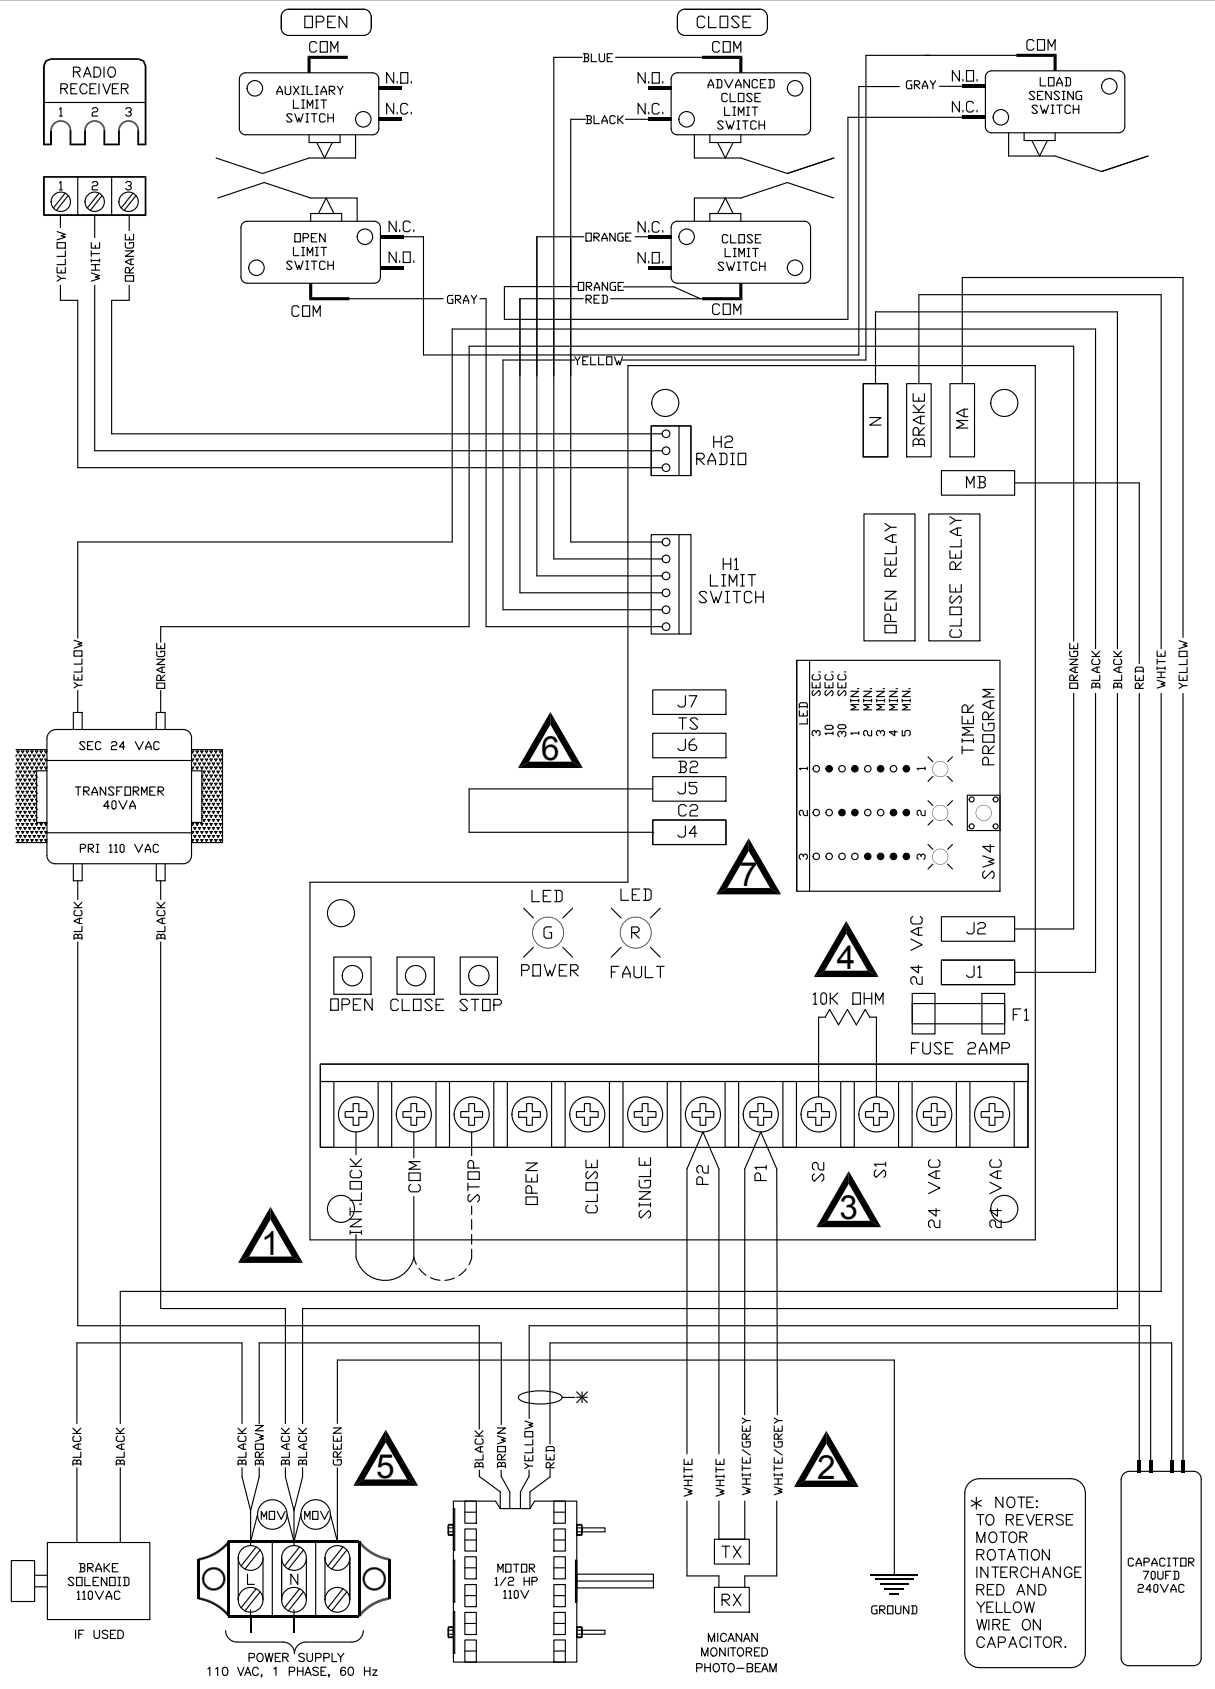 OPEN
CLOSE
RADIO
RECEIVER
1 2 3
COM
AUXILIARY
LIMIT
SWITCH
N.O.
N.C.
BLUE
COM
N.O.
ADVANCED
CLOSE
LIMIT
SWITCH
BLACK
N.C.
COM
GRAY
N.O.
N.C.
LOAD
SENSING
SWITCH
1 2 3
YELLOW
WHITE
ORANGE
OPEN
LIMIT
SWITCH
N.C.
N.O.
COM
GRAY
ORANGE
N.C.
N.O.
CLOSE
LIMIT
SWITCH
ORANGE
RED
COM
YELLOW
N
BRAKE
MA
MB
H2
RADIO
H1
LIMIT
SWITCH
OPEN RELAY
CLOSE RELAY
YELLOW
ORANGE
ORANGE
BLACK
BLACK
RED
WHITE
YELLOW
SEC 24 VAC
TRANSFORMER
40VA
PRI 110 VAC
BLACK
BLACK
6
J7
TS
J6
B2
J5
C2
J4
7
LED
3 SEC.
10 SEC.
30 SEC.
1 MIN.
2 MIN.
3 MIN.
4 MIN.
5 MIN.
TIMER
PROGRAM
1 1
2 2
3 3
SW4
LED
G
POWER
LED
R
FAULT
OPEN
CLOSE
STOP
4
10K OHM
24 VAC
J2
J1
F1
FUSE 2AMP
INT.LOCK
COM
STOP
OPEN
CLOSE
SINGLE
P2
P1
S2
S1
24 VAC
24 VAC
1
3
BLACK
BLACK
BLACK
BROWN
BLACK
BLACK
GREEN
5
BLACK
BROWN
YELLOW
RED
*
WHITE
WHITE
WHITE/GREY
WHITE/GREY
2
MOV
MOV
L
N
BRAKE
SOLENOID
110VAC
IF USED
POWER SUPPLY
110 VAC, 1 PHASE, 60 Hz
MOTOR
1/2 HP
110V
TX
RX
MICANAN
MONITORED
PHOTO-BEAM
GROUND
* NOTE:
TO REVERSE
MOTOR
ROTATION
INTERCHANGE
RED AND
YELLOW
WIRE ON
CAPACITOR.
CAPACITOR
70UFD
240VAC